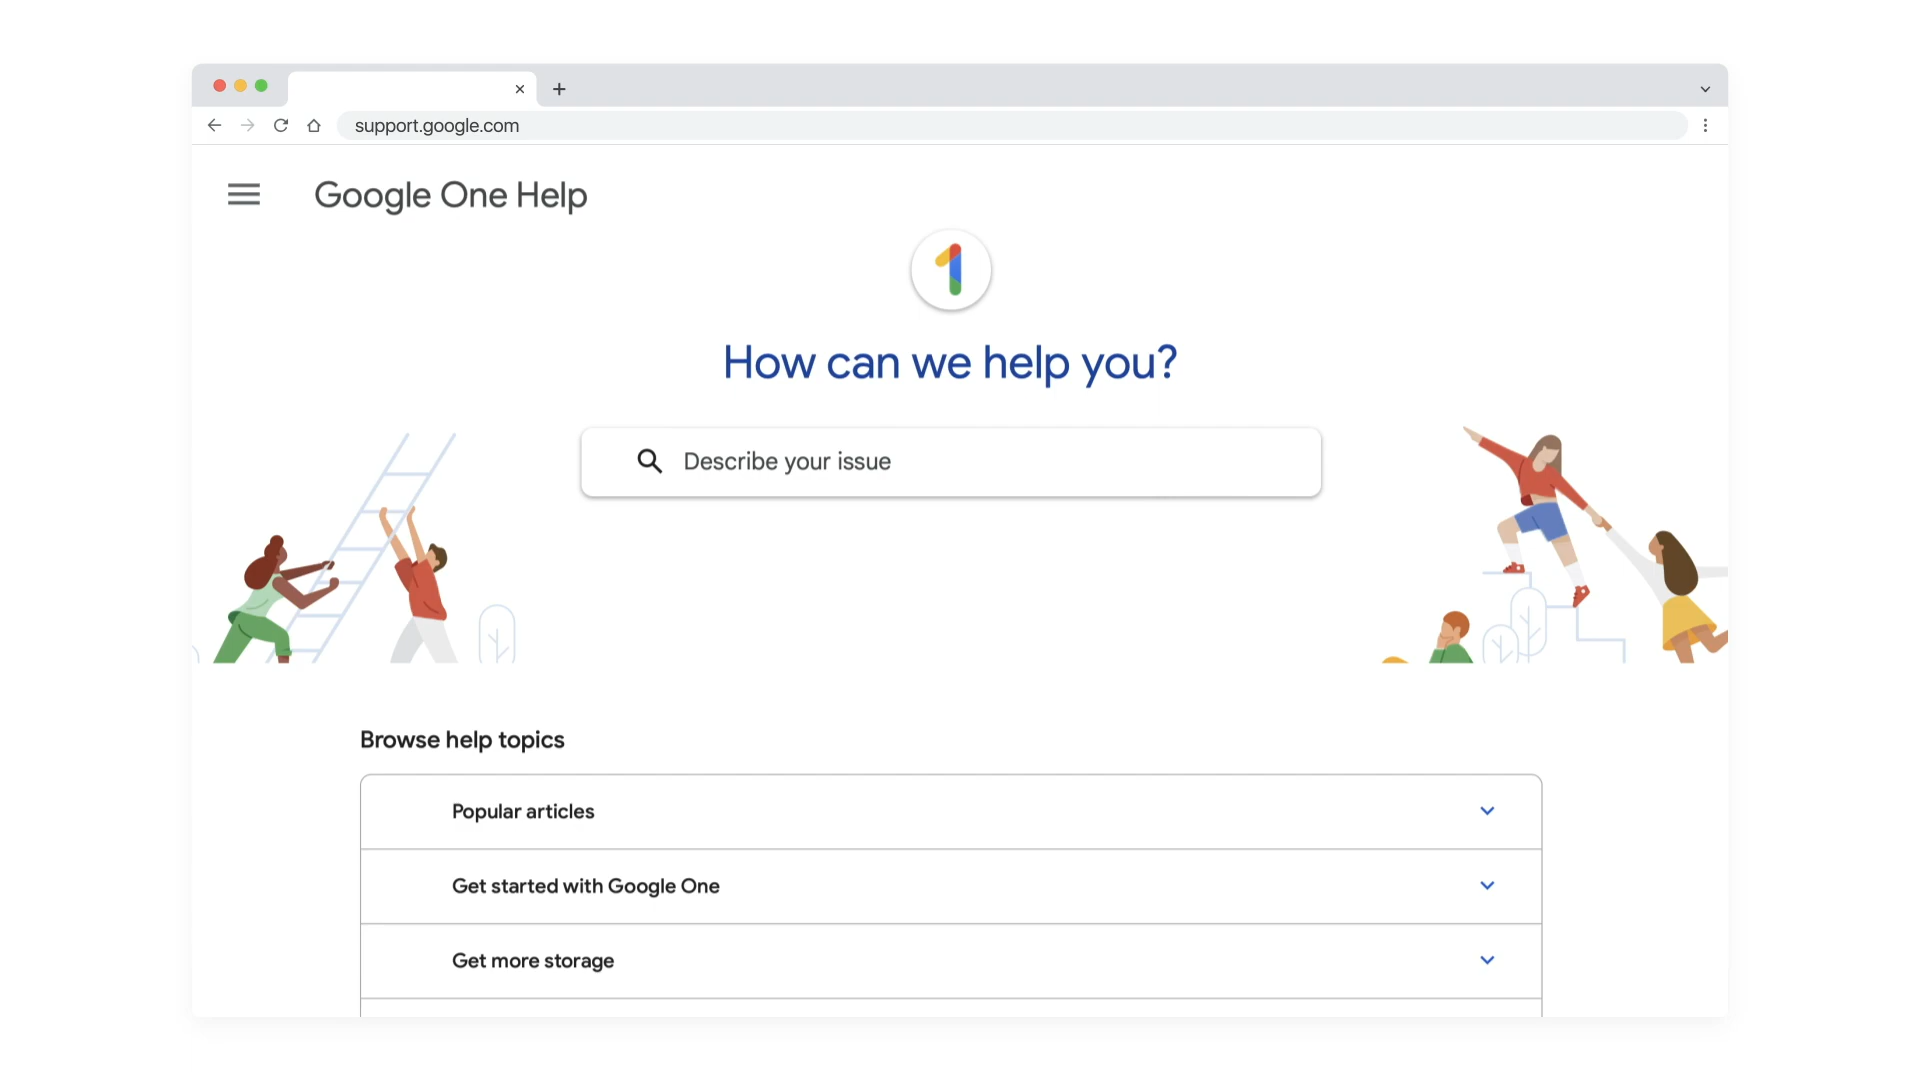 support.google.com
Google One Help
How can we help you?
Describe your issue
Browse help topics
Popular articles
Get started with Google One
Get more storage